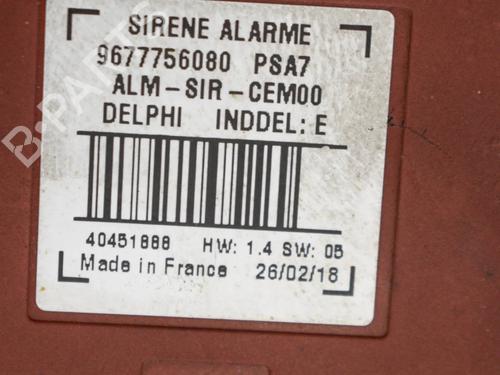 SIRENE ALARME
9677756080 PSA7
ALM-SIR-CEM00
DELPHI INDDEL: E
40451888 HW: 1.4 SW: 05
Made in France 26/02/18
B-PARTS